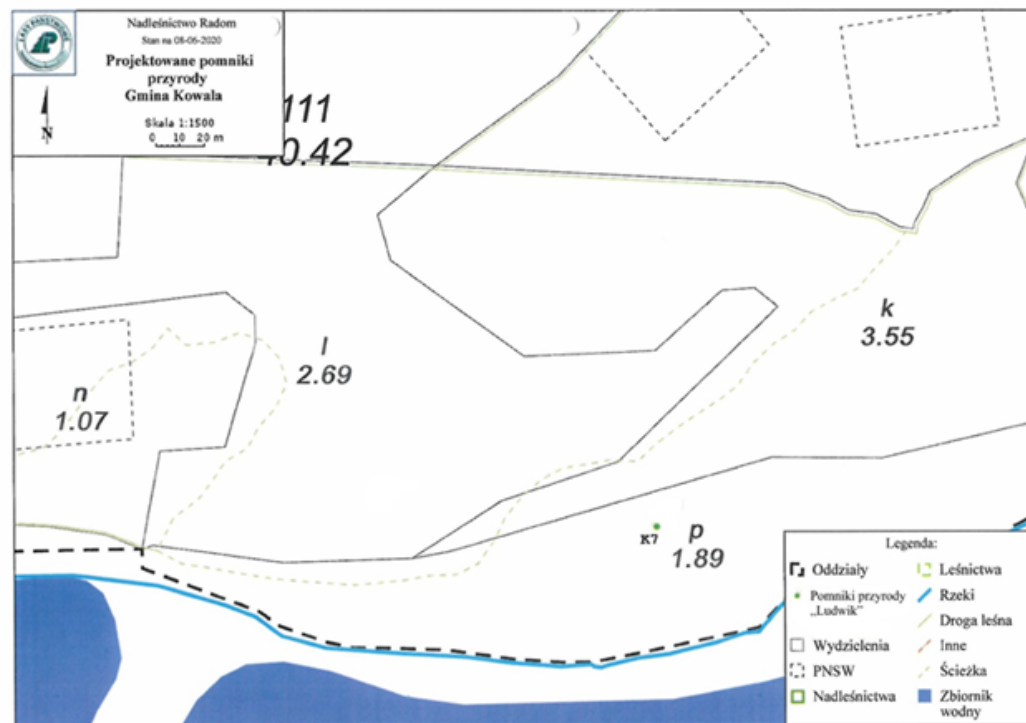 Nadleśnictwo Radom
Stan na 08-06-2020
Projektowane pomniki
przyrody
Gmina Kowala
Skala 1:1500
0 10 20 m
N
111
40.42
k
3.55
l
2.69
n
1.07
K7
p
1.89
Legenda:
Oddziały
Pomniki przyrody
„Ludwik”
Wydzielenia
PNSW
Nadleśnictwa
Leśnictwa
Rzeki
Droga leśna
Inne
Ścieżka
Zbiornik
wodny